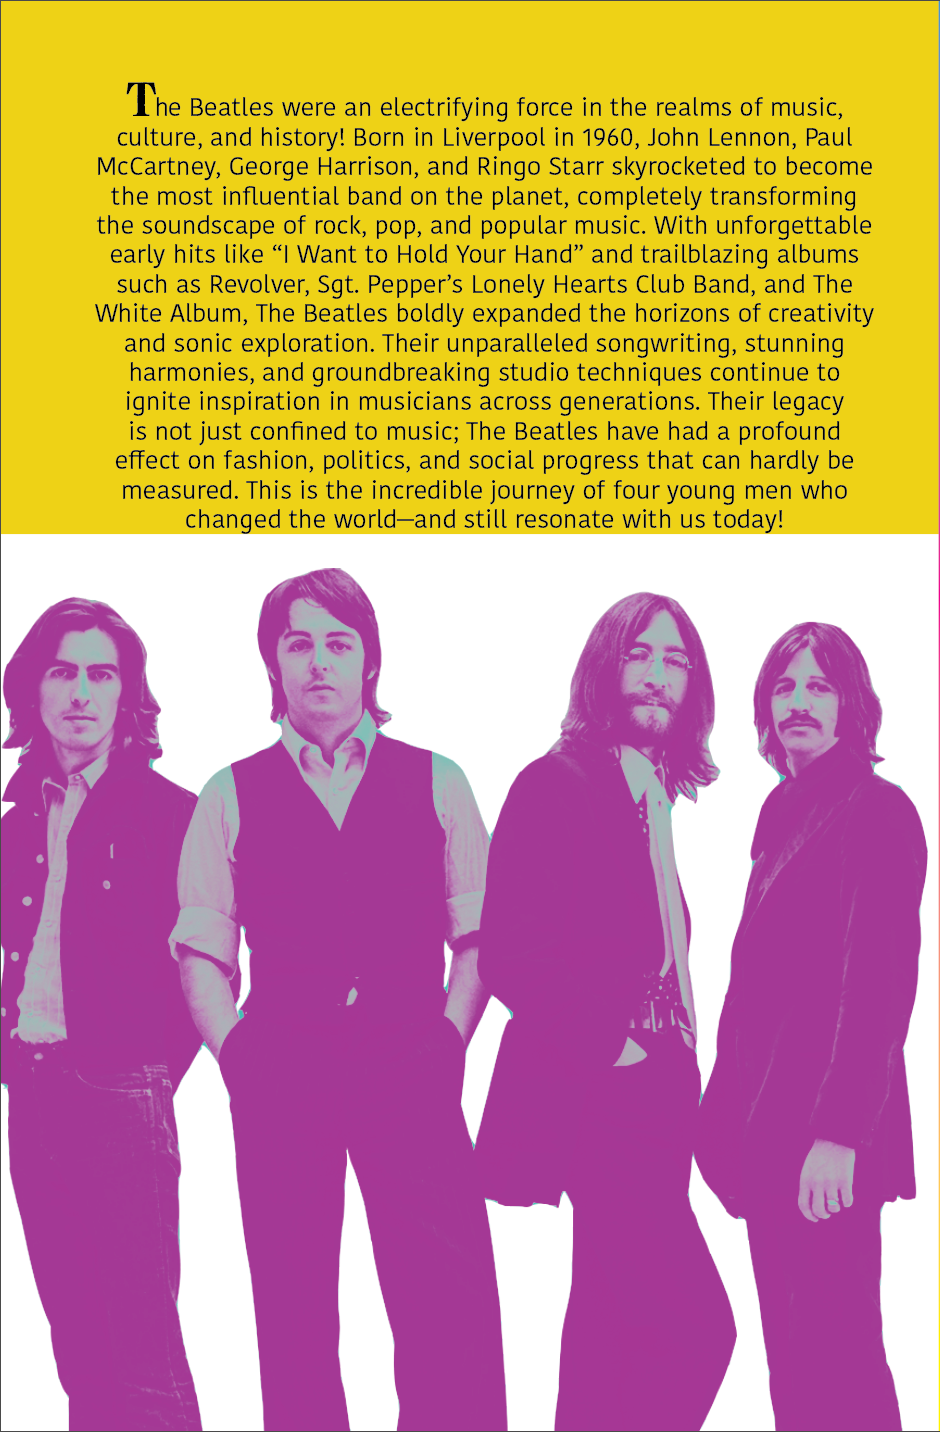 The Beatles were an electrifying force in the realms of music,
culture, and history! Born in Liverpool in 1960, John Lennon, Paul
McCartney, George Harrison, and Ringo Starr skyrocketed to become
the most influential band on the planet, completely transforming
the soundscape of rock, pop, and popular music. With unforgettable
early hits like “I Want to Hold Your Hand” and trailblazing albums
such as Revolver, Sgt. Pepper’s Lonely Hearts Club Band, and The
White Album, The Beatles boldly expanded the horizons of creativity
and sonic exploration. Their unparalleled songwriting, stunning
harmonies, and groundbreaking studio techniques continue to
ignite inspiration in musicians across generations. Their legacy
is not just confined to music; The Beatles have had a profound
effect on fashion, politics, and social progress that can hardly be
measured. This is the incredible journey of four young men who
changed the world—and still resonate with us today!